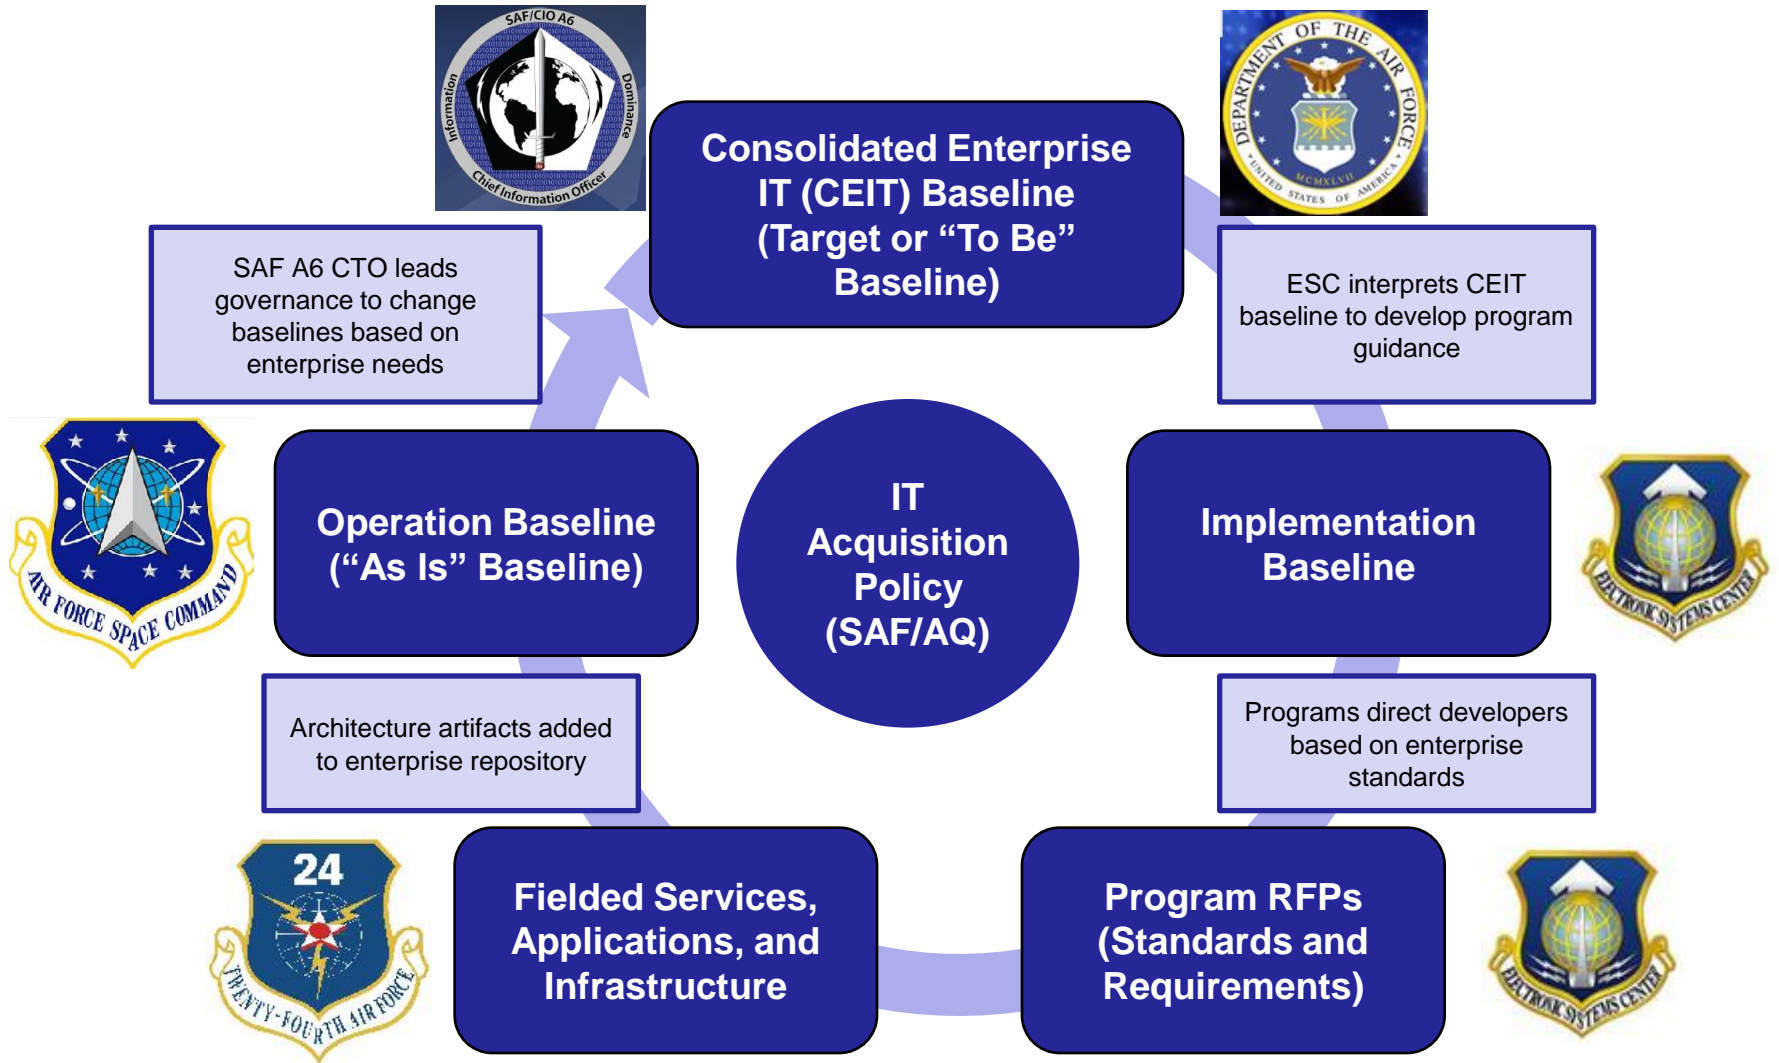 SAF/CIO A6
Information
Dominance
Chief Information Officer
DEPARTMENT OF THE AIR FORCE
MCMXLVII
UNITED STATES OF AMERICA
Consolidated Enterprise
IT (CEIT) Baseline
(Target or “To Be”
Baseline)
SAF A6 CTO leads
governance to change
baselines based on
enterprise needs
ESC interprets CEIT
baseline to develop program
guidance
AIR FORCE SPACE COMMAND
Operation Baseline
(“As Is” Baseline)
IT
Acquisition
Policy
(SAF/AQ)
Implementation
Baseline
ELECTRONIC SYSTEMS CENTER
Architecture artifacts added
to enterprise repository
Programs direct developers
based on enterprise
standards
24
TWENTY-FOURTH AIR FORCE
Fielded Services,
Applications, and
Infrastructure
Program RFPs
(Standards and
Requirements)
ELECTRONIC SYSTEMS CENTER